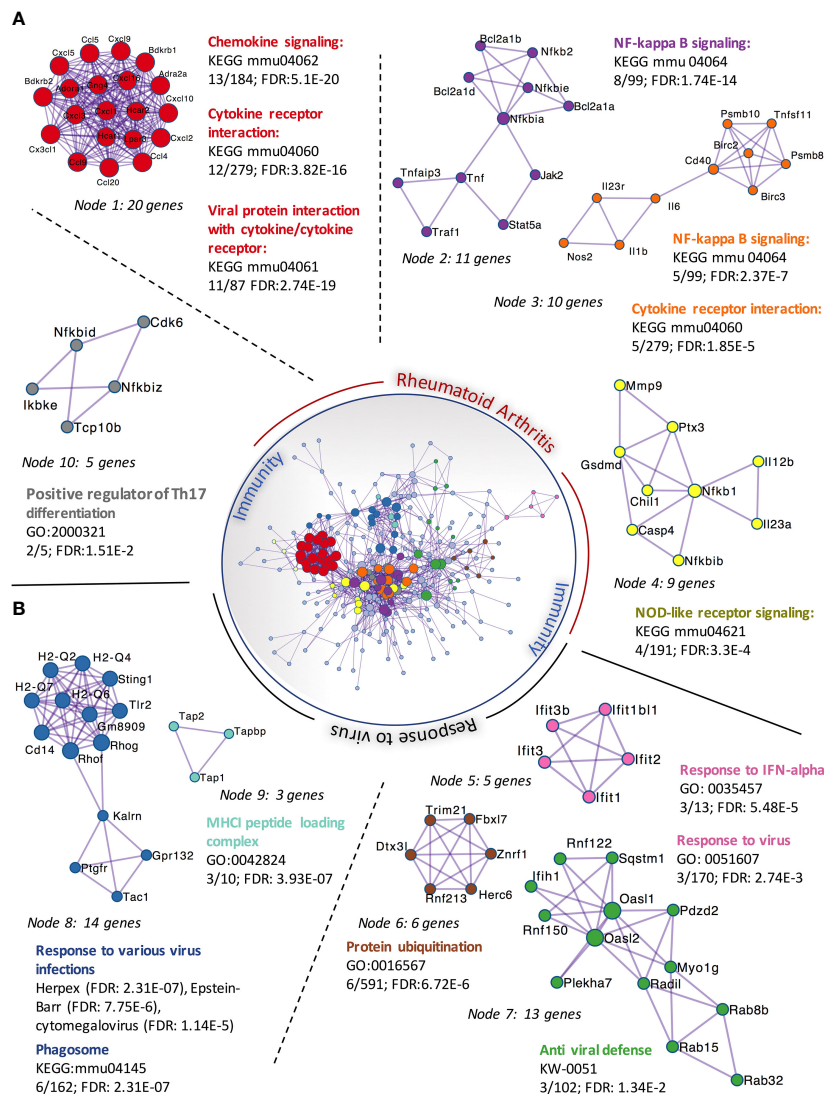 A
Ccl5
Cxcl9
Cxcl5
Bdkrb1
Bdkrb2
Adora1
Gng4
Cxcl16
Adra2a
Cxcl3
Cxcl1
Hcar2
Cxcl10
Cx3cl1
Cxcl2
Ccl9
Ccl4
Ccl20
Node 1: 20 genes
Chemokine signaling:
KEGG mmu04062
13/184; FDR:5.1E-20
Cytokine receptor
interaction:
KEGG mmu04060
12/279; FDR:3.82E-16
Viral protein interaction
with cytokine/cytokine
receptor:
KEGG mmu04061
11/87 FDR:2.74E-19
Bcl2a1b
Nfkb2
Bcl2a1d
Nfkbie
Bcl2a1a
Nfkbia
Tnfaip3
Tnf
Jak2
Traf1
Stat5a
Node 2: 11 genes
NF-kappa B signaling:
KEGG mmu 04064
8/99; FDR:1.74E-14
Psmb10
Tnfsf11
Birc2
Cd40
Psmb8
Birc3
Il23r
Il6
Nos2
Il1b
Node 3: 10 genes
NF-kappa B signaling:
KEGG mmu 04064
5/99; FDR:2.37E-7
Cytokine receptor interaction:
KEGG mmu04060
5/279; FDR:1.85E-5
Nfkbid
Cdk6
Ikbke
Nfkbiz
Tcp10b
Node 10: 5 genes
Positive regulator of Th17
differentiation
GO:2000321
2/5; FDR:1.51E-2
Rheumatoid Arthritis
Immunity
Immunity
Response to virus
Mmp9
Ptx3
Gsdmd
Il12b
Chil1
Nfkb1
Casp4
Il23a
Nfkbib
Node 4: 9 genes
NOD-like receptor signaling:
KEGG mmu04621
4/191; FDR:3.3E-4
B
H2-Q2
H2-Q4
H2-Q7
H2-Q6
Sting1
Tlr2
Gm8909
Cd14
Rhof
Rhog
Kalrn
Ptgfr
Gpr132
Tac1
Node 8: 14 genes
Response to various virus
infections
Herpex (FDR: 2.31E-07), Epstein-
Barr (FDR: 7.75E-6),
cytomegalovirus (FDR: 1.14E-5)
Phagosome
KEGG:mmu04145
6/162; FDR: 2.31E-07
Tap2
Tapbp
Tap1
Node 9: 3 genes
MHCI peptide loading
complex
GO:0042824
3/10; FDR: 3.93E-07
Ifit3b
Ifit1bl1
Ifit3
Ifit2
Ifit1
Node 5: 5 genes
Response to IFN-alpha
GO: 0035457
3/13; FDR: 5.48E-5
Response to virus
GO: 0051607
3/170; FDR: 2.74E-3
Trim21
Fbxl7
Dtx3l
Znrf1
Rnf213
Herc6
Node 6: 6 genes
Protein ubiquitination
GO:0016567
6/591; FDR:6.72E-6
Rnf122
Sqstm1
Ifih1
Oasl1
Rnf150
Pdzd2
Oasl2
Plekha7
Myo1g
Radil
Rab8b
Rab15
Rab32
Node 7: 13 genes
Anti viral defense
KW-0051
3/102; FDR: 1.34E-2